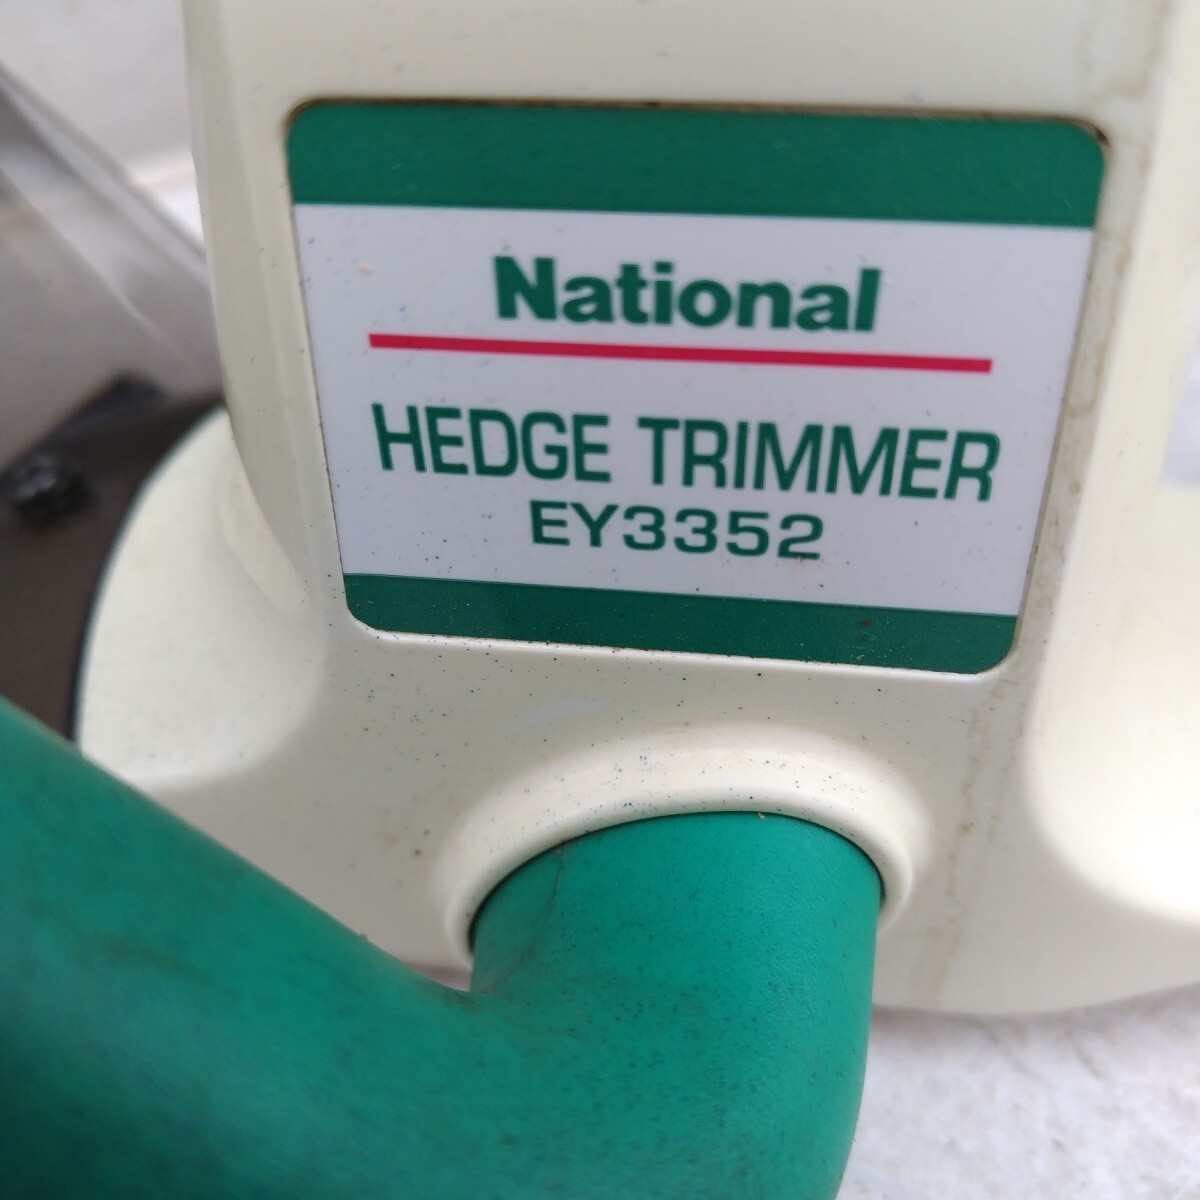 National
HEDGE TRIMMER
EY3352